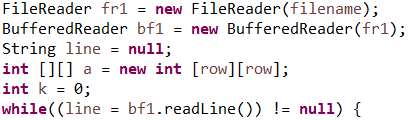 FileReader fr1 = new FileReader(filename);
BufferedReader bf1 = new BufferedReader(fr1);
String line = null;
int [][] a = new int [row][row];
int k = 0;
while((line = bf1.readLine()) != null) {